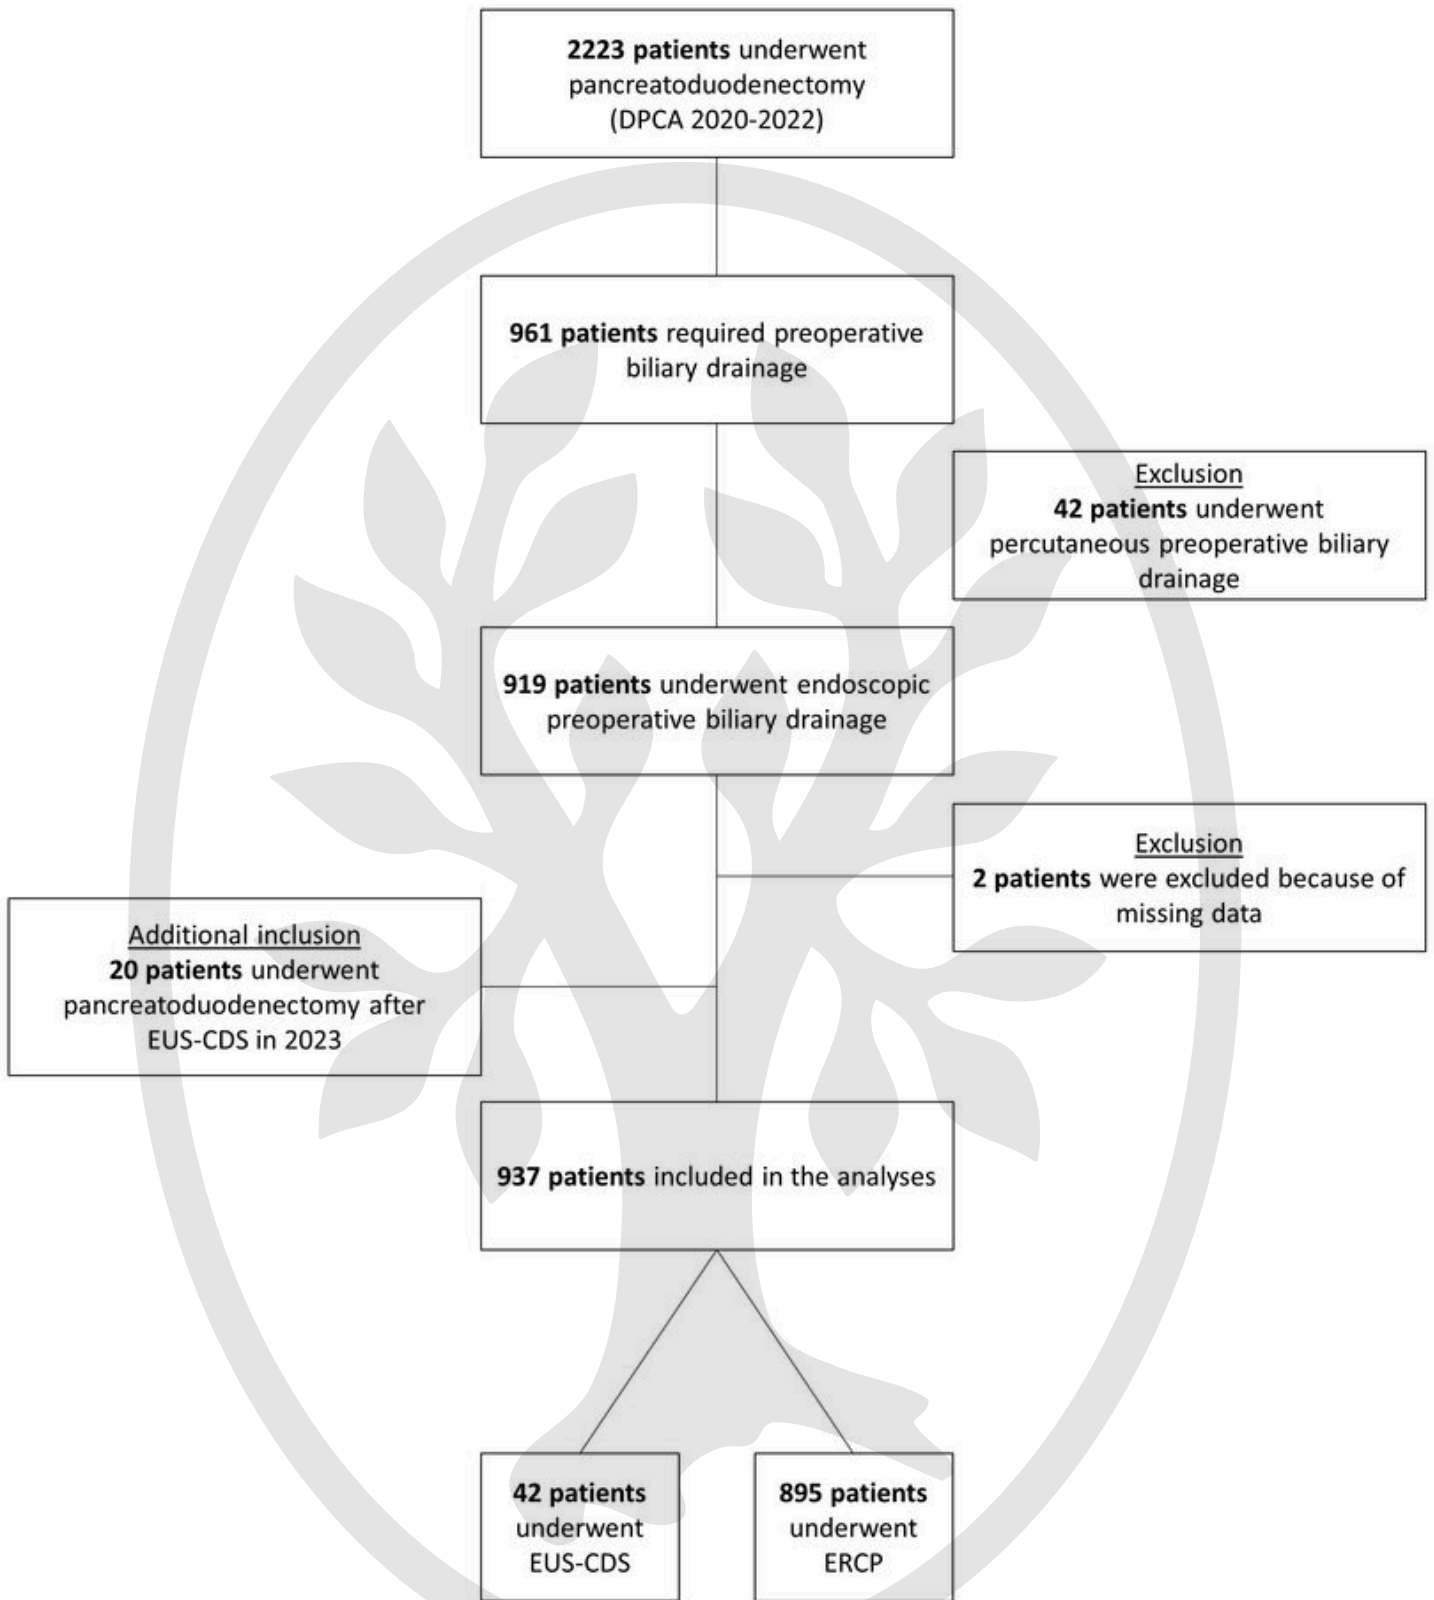 2223 patients underwent
pancreatoduodenectomy
(DPCA 2020-2022)
961 patients required preoperative
biliary drainage
Exclusion
42 patients underwent
percutaneous preoperative biliary
drainage
919 patients underwent endoscopic
preoperative biliary drainage
Exclusion
2 patients were excluded because of
missing data
Additional inclusion
20 patients underwent
pancreatoduodenectomy after
EUS-CDS in 2023
937 patients included in the analyses
42 patients
underwent
EUS-CDS
895 patients
underwent
ERCP